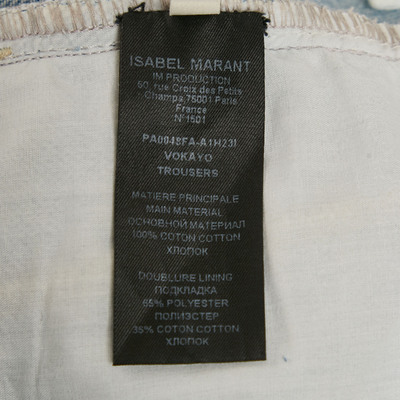 ISABEL MARANT
IM PRODUCTION
50, rue Croix des Petits
Champs 75001 Paris
France
N°1501
PA0048FA-A1H23I
VOKAYO
TROUSERS
MATIERE PRINCIPALE
MAIN MATERIAL
ОСНОВНОЙ МАТЕРИАЛ
100% COTON COTTON
ХЛОПОК
DOUBLURE LINING
ПОДКЛАДКА
65% POLYESTER
ПОЛИЭСТЕР
35% COTON COTTON
ХЛОПОК